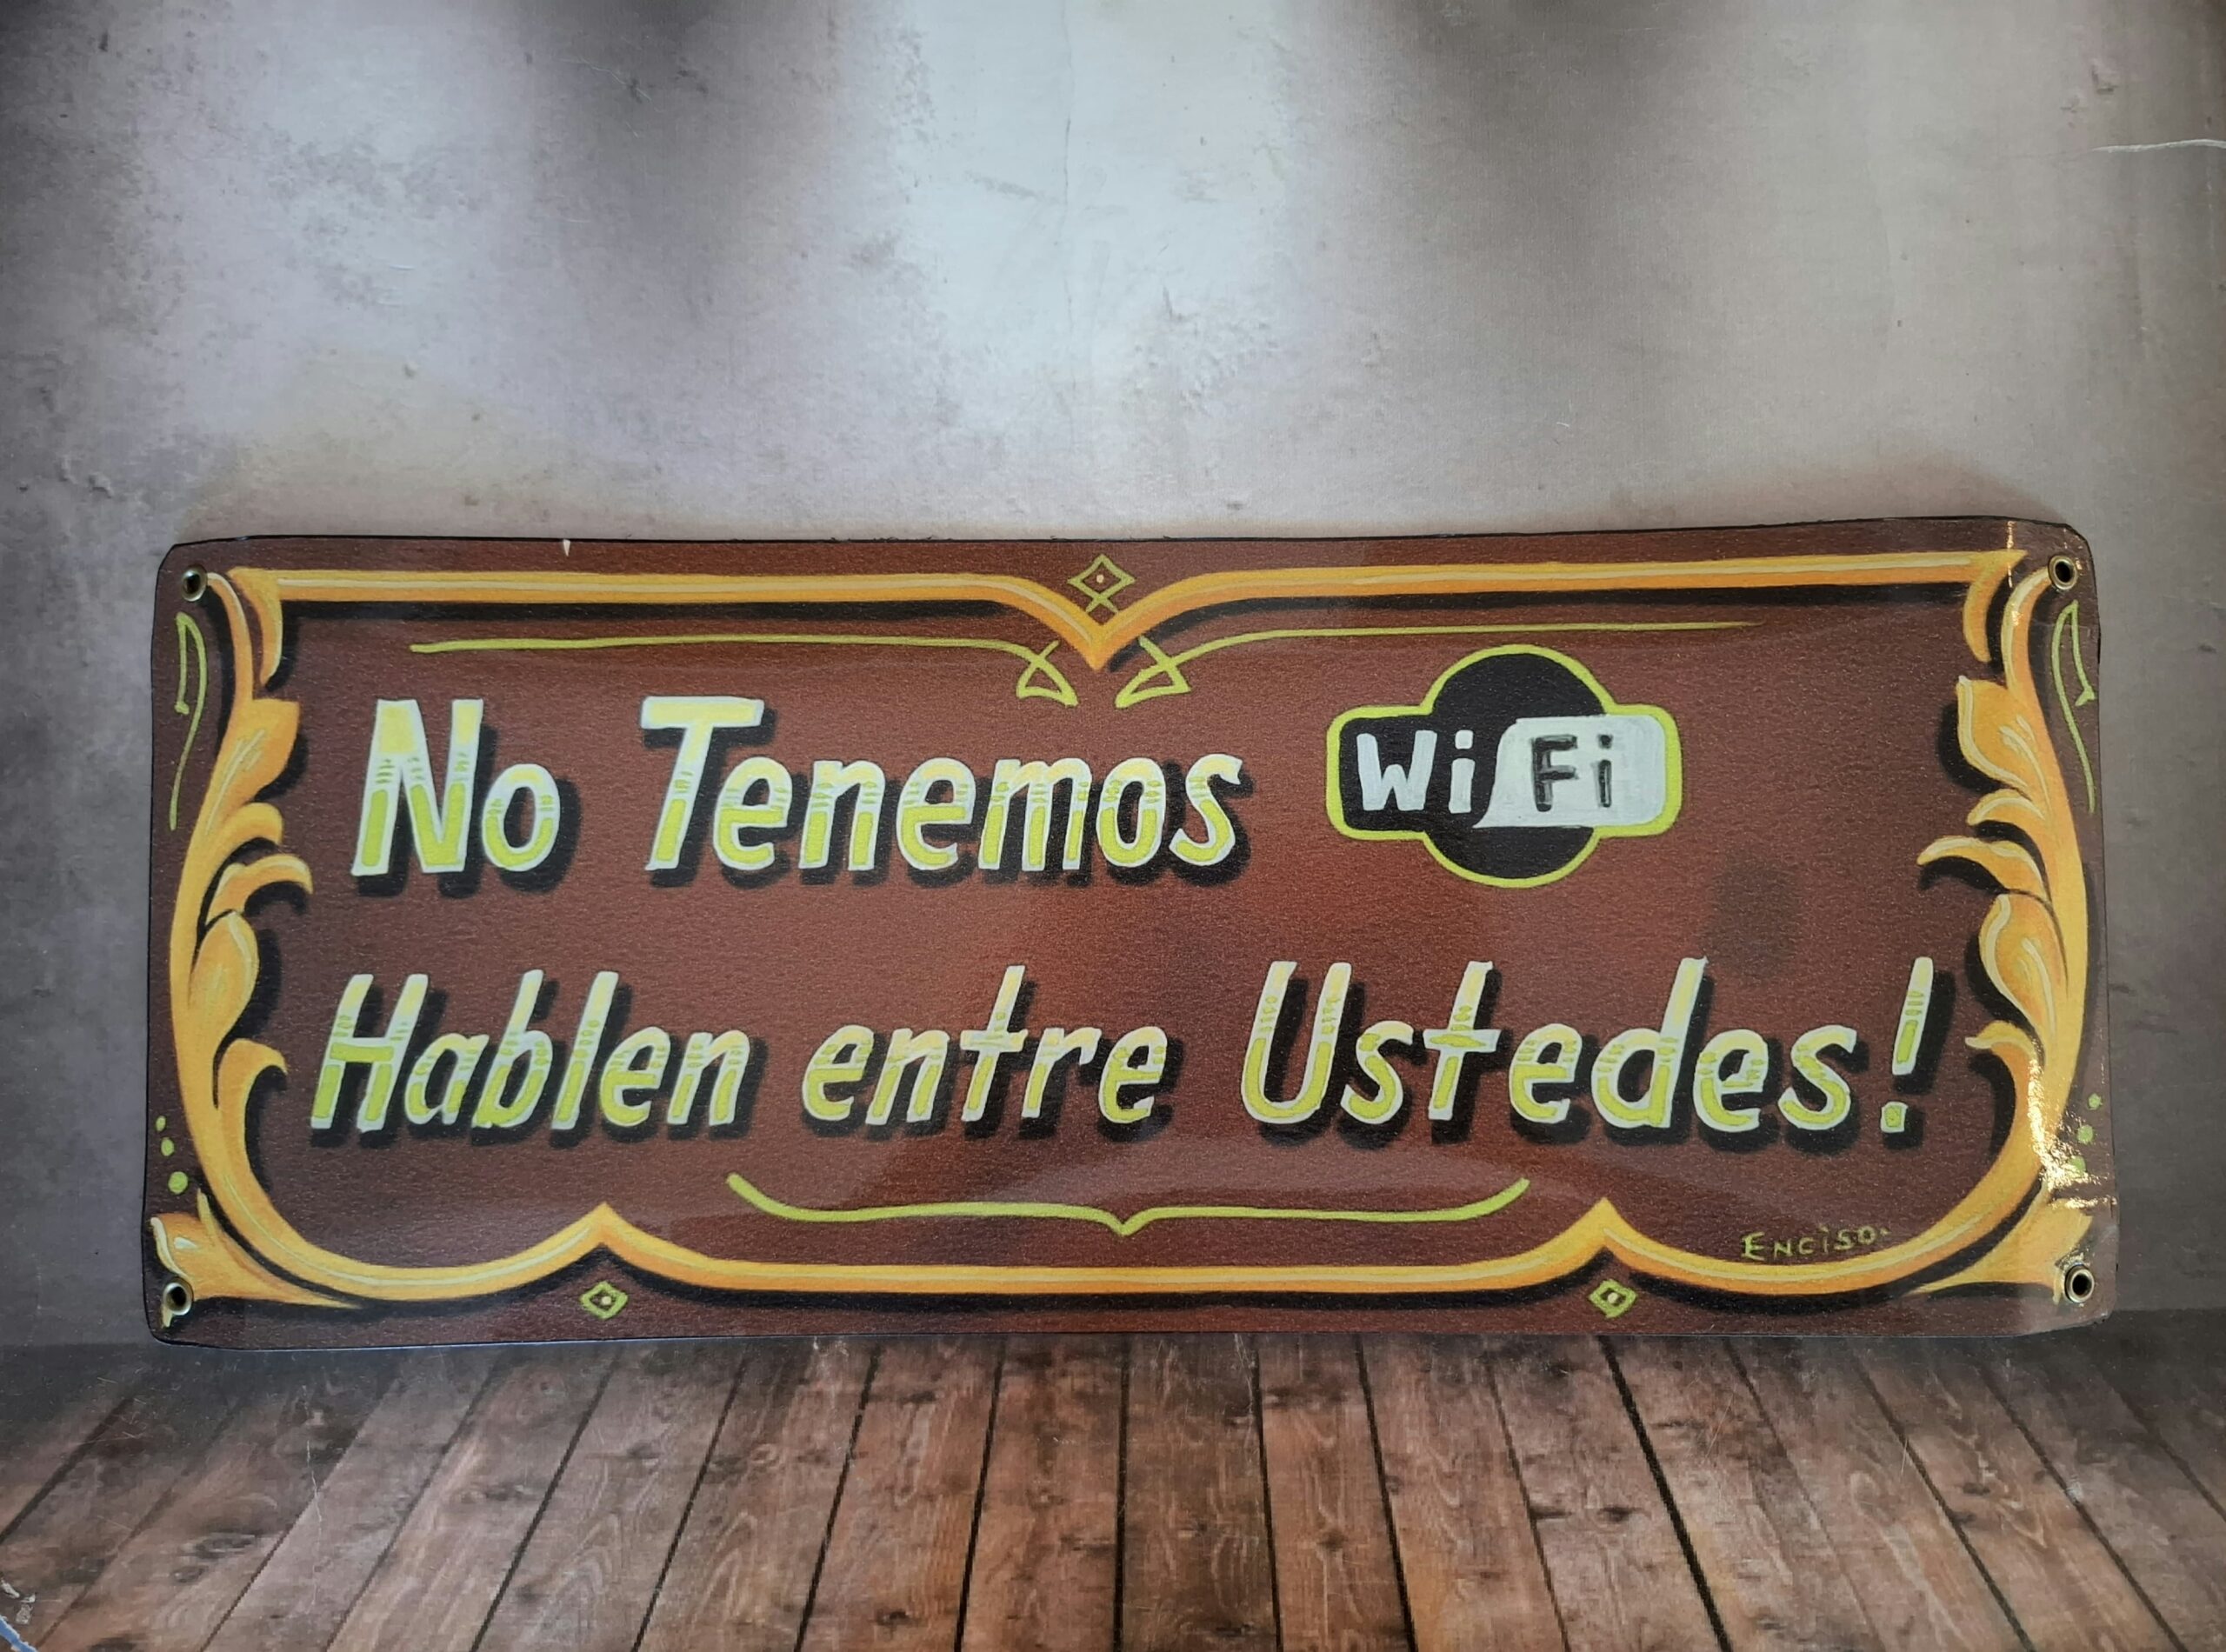 No Tenemos WiFi
Hablen entre Ustedes!
ENCiSO.